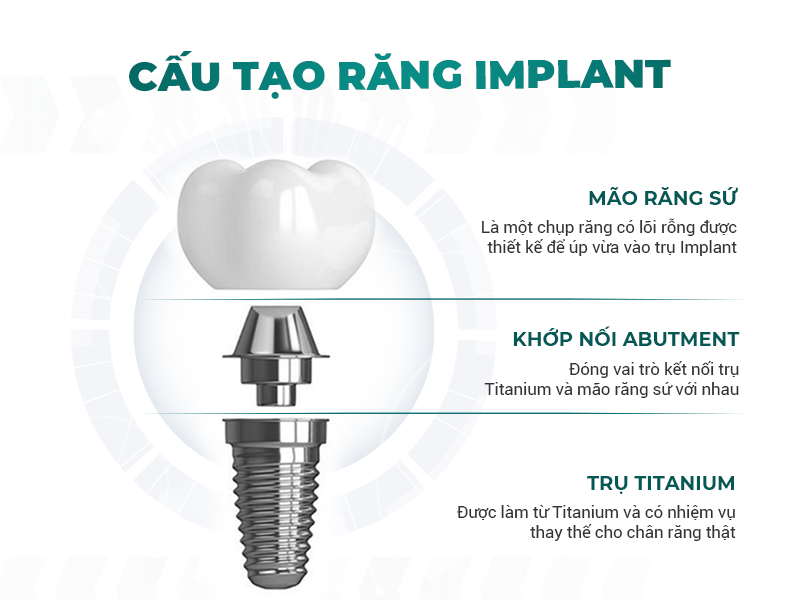 CẤU TẠO RĂNG IMPLANT
MÃO RĂNG SỨ
Là một chụp răng có lõi rỗng được
thiết kế để úp vừa vào trụ Implant
KHỚP NỐI ABUTMENT
Đóng vai trò kết nối trụ
Titanium và mão răng sứ với nhau
TRỤ TITANIUM
Được làm từ Titanium và có nhiệm vụ
thay thế cho chân răng thật